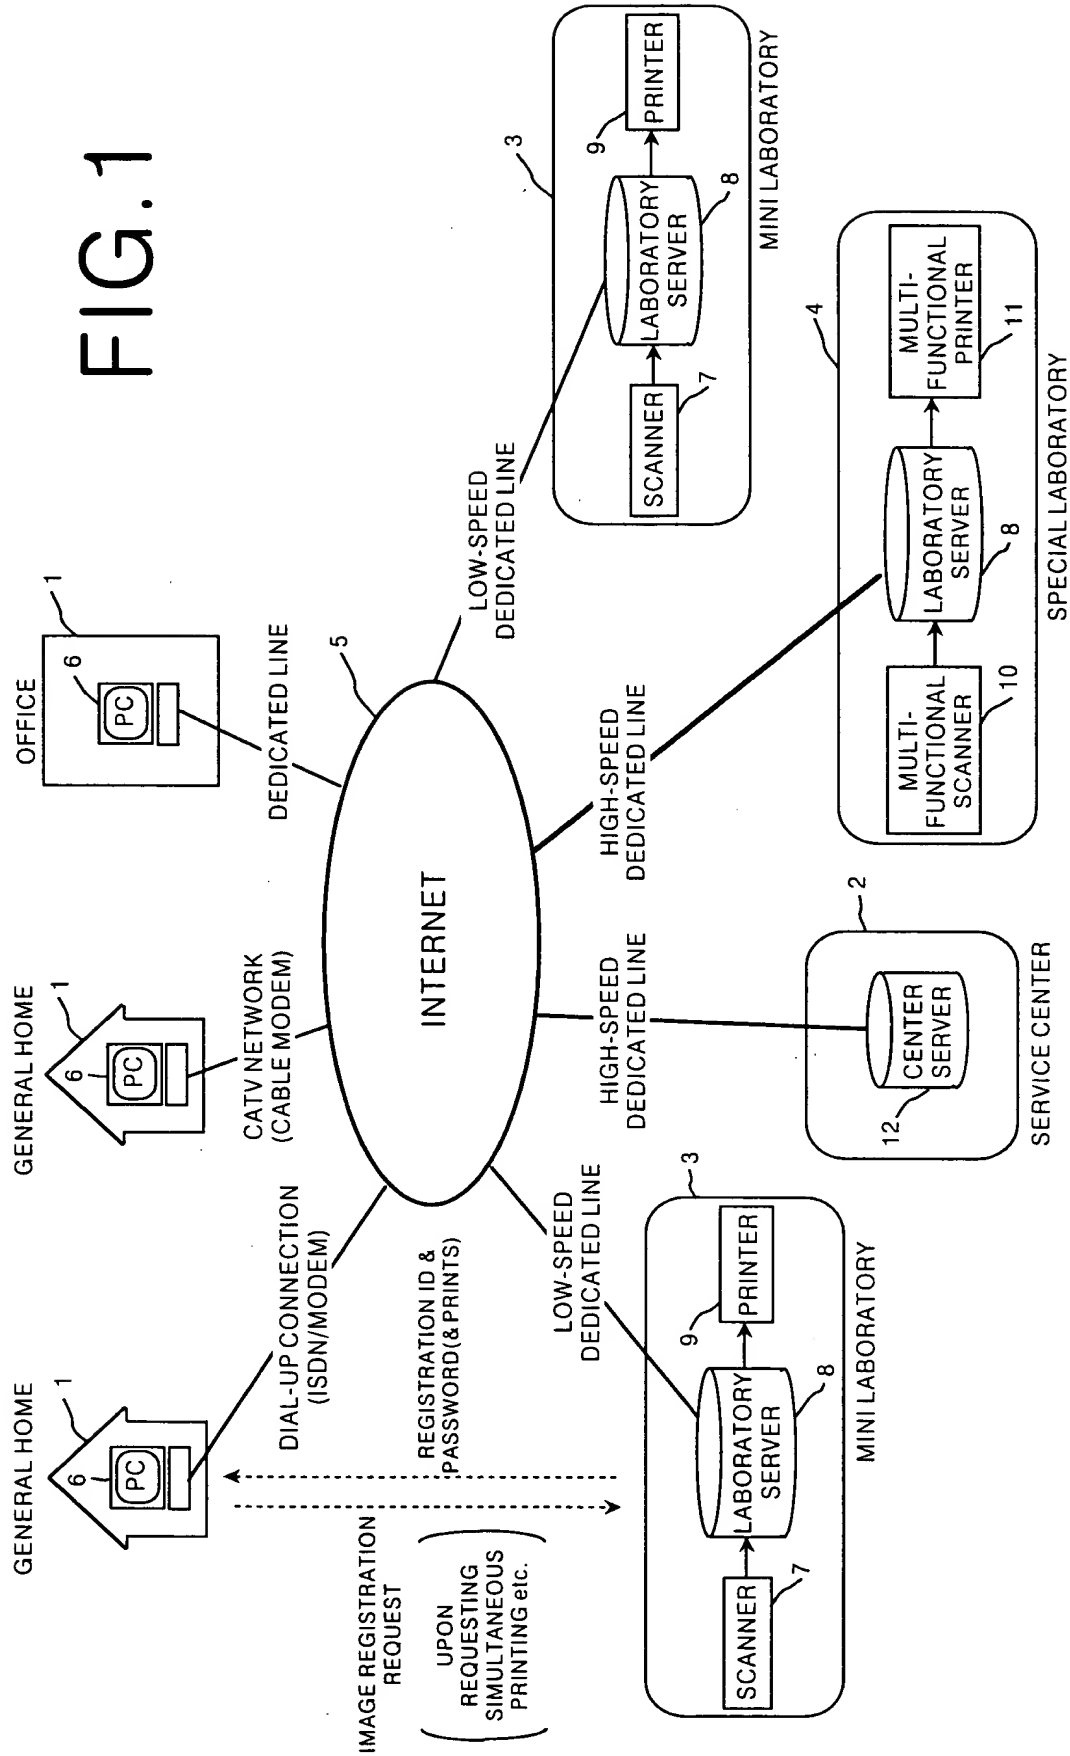 FIG. 1
GENERAL HOME
1
6
PC
GENERAL HOME
1
6
PC
OFFICE
1
6
PC
DIAL-UP CONNECTION
(ISDN/MODEM)
CATV NETWORK
(CABLE MODEM)
DEDICATED LINE
5
INTERNET
IMAGE REGISTRATION
REQUEST
UPON
REQUESTING
SIMULTANEOUS
PRINTING etc.
REGISTRATION ID &
PASSWORD(& PRINTS)
LOW-SPEED
DEDICATED LINE
HIGH-SPEED
DEDICATED LINE
HIGH-SPEED
DEDICATED LINE
LOW-SPEED
DEDICATED LINE
3
SCANNER
7
LABORATORY
SERVER
8
9
PRINTER
MINI LABORATORY
2
CENTER
SERVER
12
SERVICE CENTER
4
MULTI-
FUNCTIONAL
SCANNER
10
LABORATORY
SERVER
8
MULTI-
FUNCTIONAL
PRINTER
11
SPECIAL LABORATORY
3
SCANNER
7
LABORATORY
SERVER
8
9
PRINTER
MINI LABORATORY